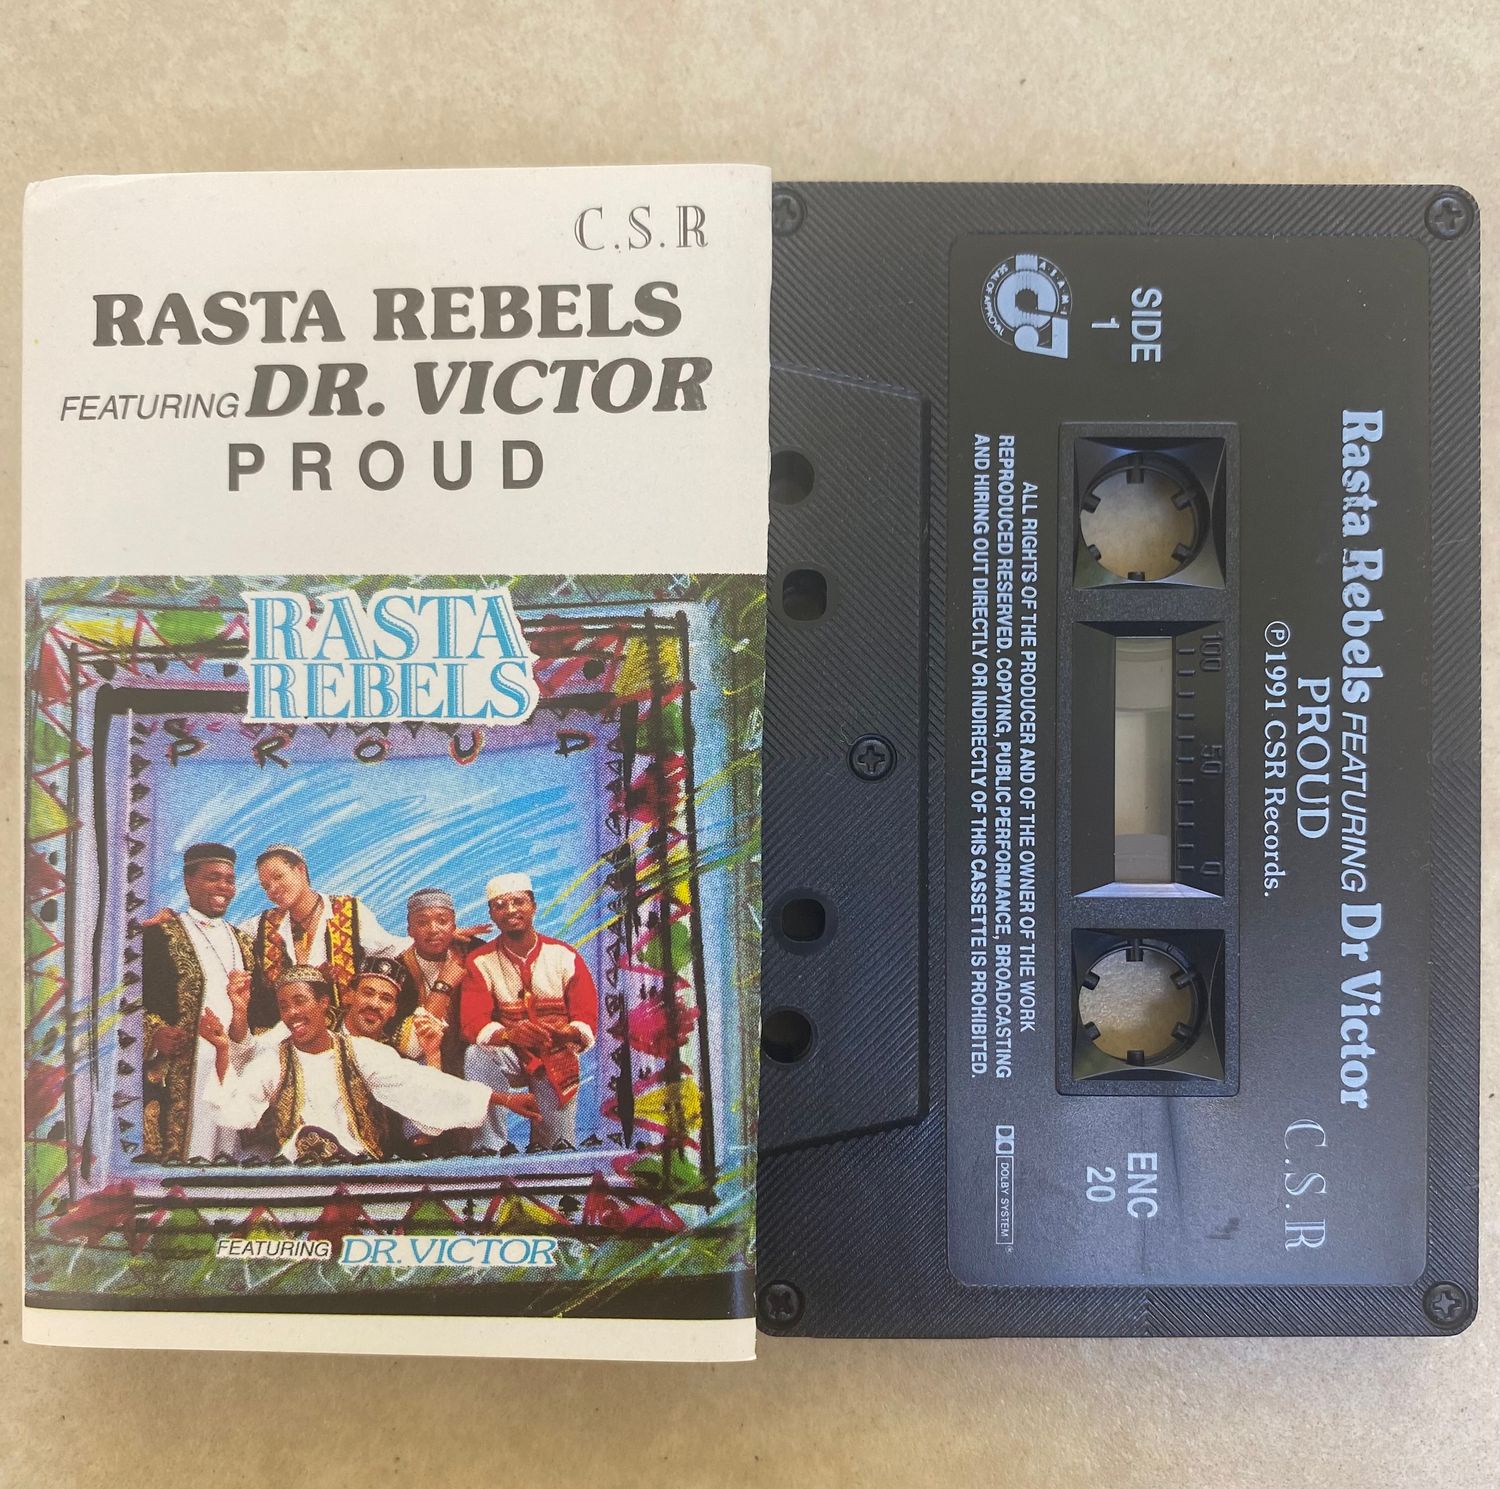 C.S.R
RASTA REBELS
FEATURING DR. VICTOR
PROUD
RASTA
REBELS
PROUD
FEATURING DR. VICTOR
Rasta Rebels FEATURING Dr Victor
PROUD
Ⓟ 1991 CSR Records.
C.S.R
SIDE
1
ENC
20
A.S.A.M.I
SEAL OF APPROVAL
100 50 0
ALL RIGHTS OF THE PRODUCER AND OF THE OWNER OF THE WORK
REPRODUCED RESERVED. COPYING, PUBLIC PERFORMANCE, BROADCASTING
AND HIRING OUT DIRECTLY OR INDIRECTLY OF THIS CASSETTE IS PROHIBITED.
DOLBY SYSTEM